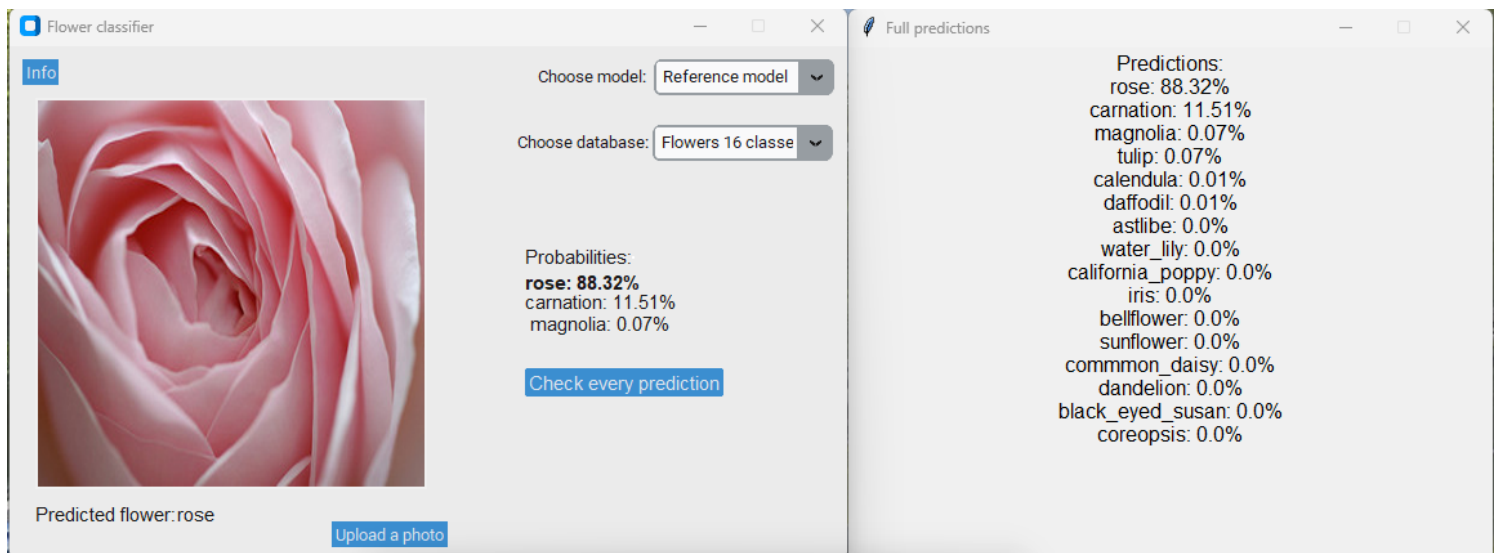 Flower classifier
Info
Choose model: Reference model
Choose database: Flowers 16 classe
Probabilities:
rose: 88.32%
carnation: 11.51%
magnolia: 0.07%
Check every prediction
Predicted flower:rose
Upload a photo
Full predictions
Predictions:
rose: 88.32%
carnation: 11.51%
magnolia: 0.07%
tulip: 0.07%
calendula: 0.01%
daffodil: 0.01%
astlibe: 0.0%
water_lily: 0.0%
california_poppy: 0.0%
iris: 0.0%
bellflower: 0.0%
sunflower: 0.0%
commmon_daisy: 0.0%
dandelion: 0.0%
black_eyed_susan: 0.0%
coreopsis: 0.0%